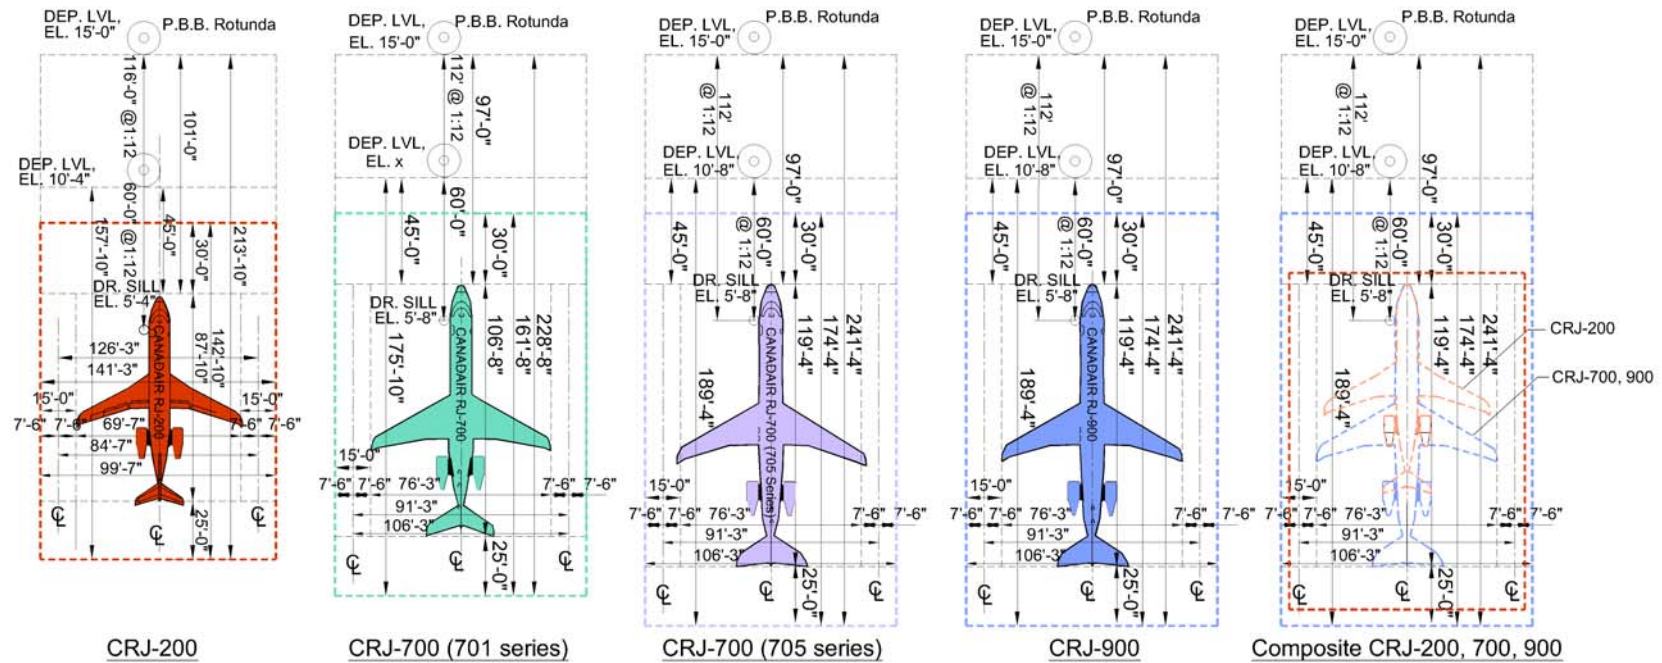 DEP. LVL,
EL. 15'-0"
P.B.B. Rotunda
116'-0" @1:12
101'-0"
DEP. LVL,
EL. 10'-4"
60'-0" @1:12
45'-0"
157'-10"
30'-0"
213'-10"
DR. SILL
EL. 5'-4"
142'-10"
87'-10"
126'-3"
141'-3"
CANADAIR RJ-200
15'-0"
15'-0"
7'-6"
7'-6"
69'-7"
7'-6"
7'-6"
84'-7"
99'-7"
25'-0"
CRJ-200
DEP. LVL,
EL. 15'-0"
P.B.B. Rotunda
112' @ 1:12
97'-0"
DEP. LVL,
EL. x
60'-0"
45'-0"
30'-0"
DR. SILL
EL. 5'-8"
CANADAIR RJ-700
106'-8"
161'-8"
228'-8"
175'-10"
15'-0"
7'-6"
7'-6"
76'-3"
7'-6"
7'-6"
91'-3"
106'-3"
25'-0"
CRJ-700 (701 series)
DEP. LVL,
EL. 15'-0"
P.B.B. Rotunda
112'
@ 1:12
DEP. LVL,
EL. 10'-8"
97'-0"
45'-0"
60'-0"
@ 1:12
30'-0"
DR. SILL
EL. 5'-8"
CANADAIR RJ-700 (705 Series)
119'-4"
174'-4"
241'-4"
189'-4"
15'-0"
7'-6"
7'-6"
76'-3"
7'-6"
7'-6"
91'-3"
106'-3"
25'-0"
CRJ-700 (705 series)
DEP. LVL,
EL. 15'-0"
P.B.B. Rotunda
112'
@ 1:12
DEP. LVL,
EL. 10'-8"
97'-0"
45'-0"
60'-0"
@ 1:12
30'-0"
DR. SILL
EL. 5'-8"
CANADAIR RJ-900
119'-4"
174'-4"
241'-4"
189'-4"
15'-0"
7'-6"
7'-6"
76'-3"
7'-6"
7'-6"
91'-3"
106'-3"
25'-0"
CRJ-900
DEP. LVL,
EL. 15'-0"
P.B.B. Rotunda
112'
@ 1:12
DEP. LVL,
EL. 10'-8"
97'-0"
45'-0"
60'-0"
@ 1:12
30'-0"
DR. SILL
EL. 5'-8"
119'-4"
174'-4"
241'-4"
189'-4"
CRJ-200
CRJ-700, 900
15'-0"
7'-6"
7'-6"
76'-3"
7'-6"
7'-6"
91'-3"
106'-3"
25'-0"
Composite CRJ-200, 700, 900